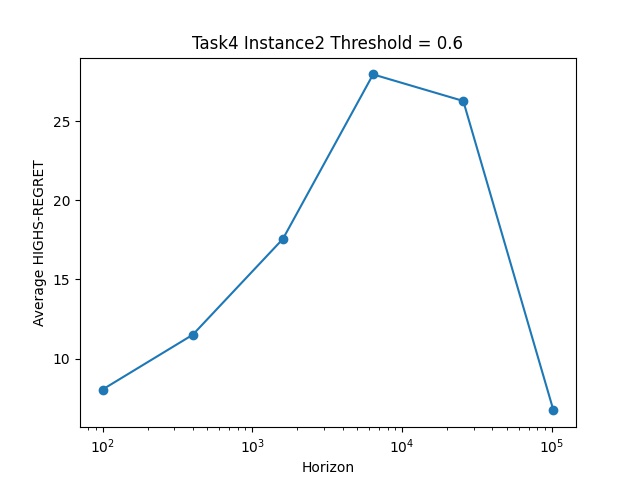 Task4 Instance2 Threshold = 0.6
Average HIGHS-REGRET
25
20
15
10
10²
10³
10⁴
10⁵
Horizon